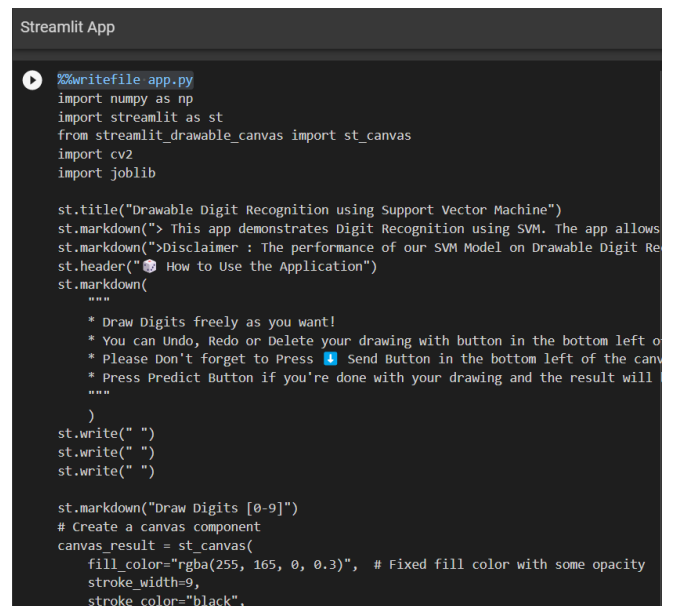 Streamlit App
%%writefile app.py
import numpy as np
import streamlit as st
from streamlit_drawable_canvas import st_canvas
import cv2
import joblib
st.title("Drawable Digit Recognition using Support Vector Machine")
st.markdown("> This app demonstrates Digit Recognition using SVM. The app allows
st.markdown(">Disclaimer : The performance of our SVM Model on Drawable Digit Re
st.header("🎲 How to Use the Application")
st.markdown(
"""
* Draw Digits freely as you want!
* You can Undo, Redo or Delete your drawing with button in the bottom left o
* Please Don't forget to Press ⬇️ Send Button in the bottom left of the canv
* Press Predict Button if you're done with your drawing and the result will
"""
)
st.write(" ")
st.write(" ")
st.write(" ")
st.markdown("Draw Digits [0-9]")
# Create a canvas component
canvas_result = st_canvas(
fill_color="rgba(255, 165, 0, 0.3)",  # Fixed fill color with some opacity
stroke_width=9,
stroke_color="black",